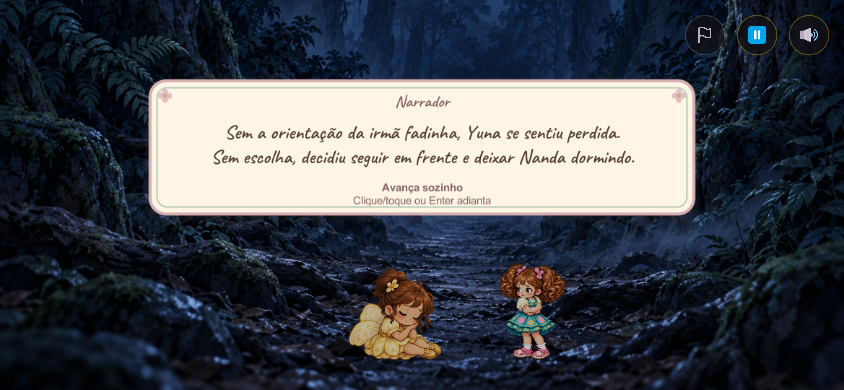 Narrador
Sem a orientação da irmã fadinha, Yuna se sentiu perdida.
Sem escolha, decidiu seguir em frente e deixar Nanda dormindo.
Avança sozinho
Clique/toque ou Enter adianta